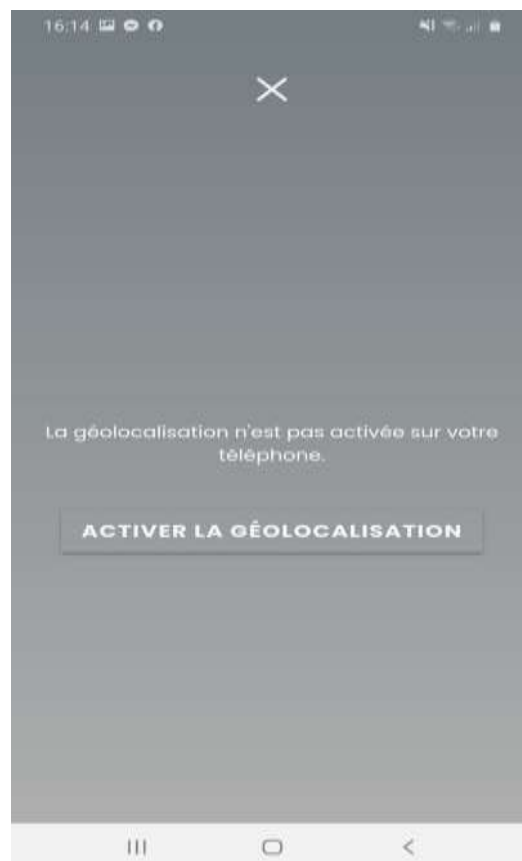 16:14
La géolocalisation n'est pas activée sur votre
téléphone.
ACTIVER LA GÉOLOCALISATION